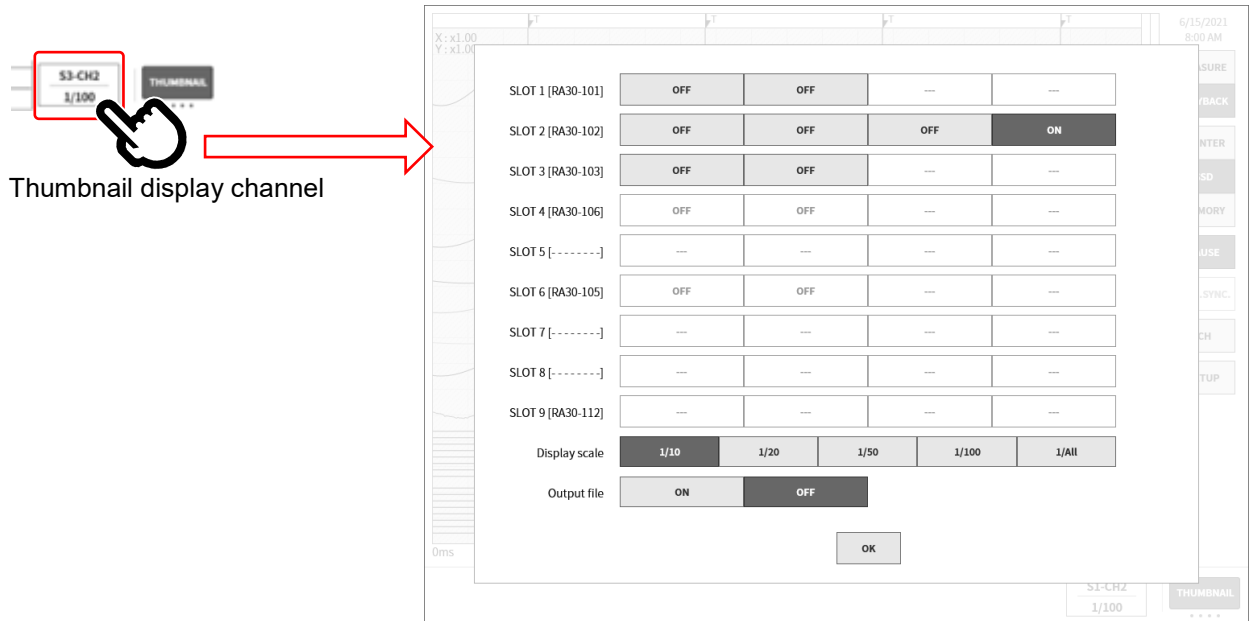 S3-CH2
1/100
THUMBNAIL
Thumbnail display channel
T T T T
X : x1.00
Y : x1.00
6/15/2021
8:00 AM
SLOT 1 [RA30-101] OFF OFF --- ---
SLOT 2 [RA30-102] OFF OFF OFF ON
SLOT 3 [RA30-103] OFF OFF --- ---
SLOT 4 [RA30-106] OFF OFF --- ---
SLOT 5 [--------] --- --- --- ---
SLOT 6 [RA30-105] OFF OFF --- ---
SLOT 7 [--------] --- --- --- ---
SLOT 8 [--------] --- --- --- ---
SLOT 9 [RA30-112] --- --- --- ---
Display scale 1/10 1/20 1/50 1/100 1/All
Output file ON OFF
OK
0ms
S1-CH2
1/100
THUMBNAIL